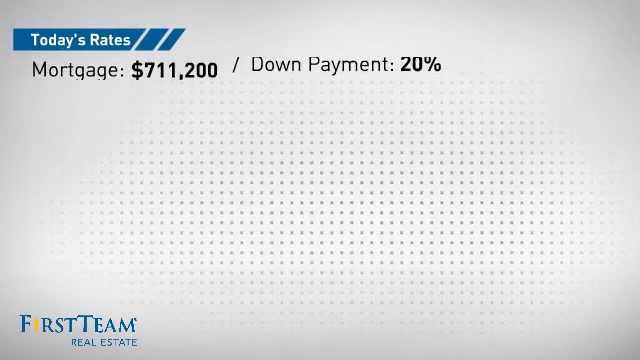 Today's Rates
Mortgage: $711,200 / Down Payment: 20%
FIRSTTEAM®
REAL ESTATE